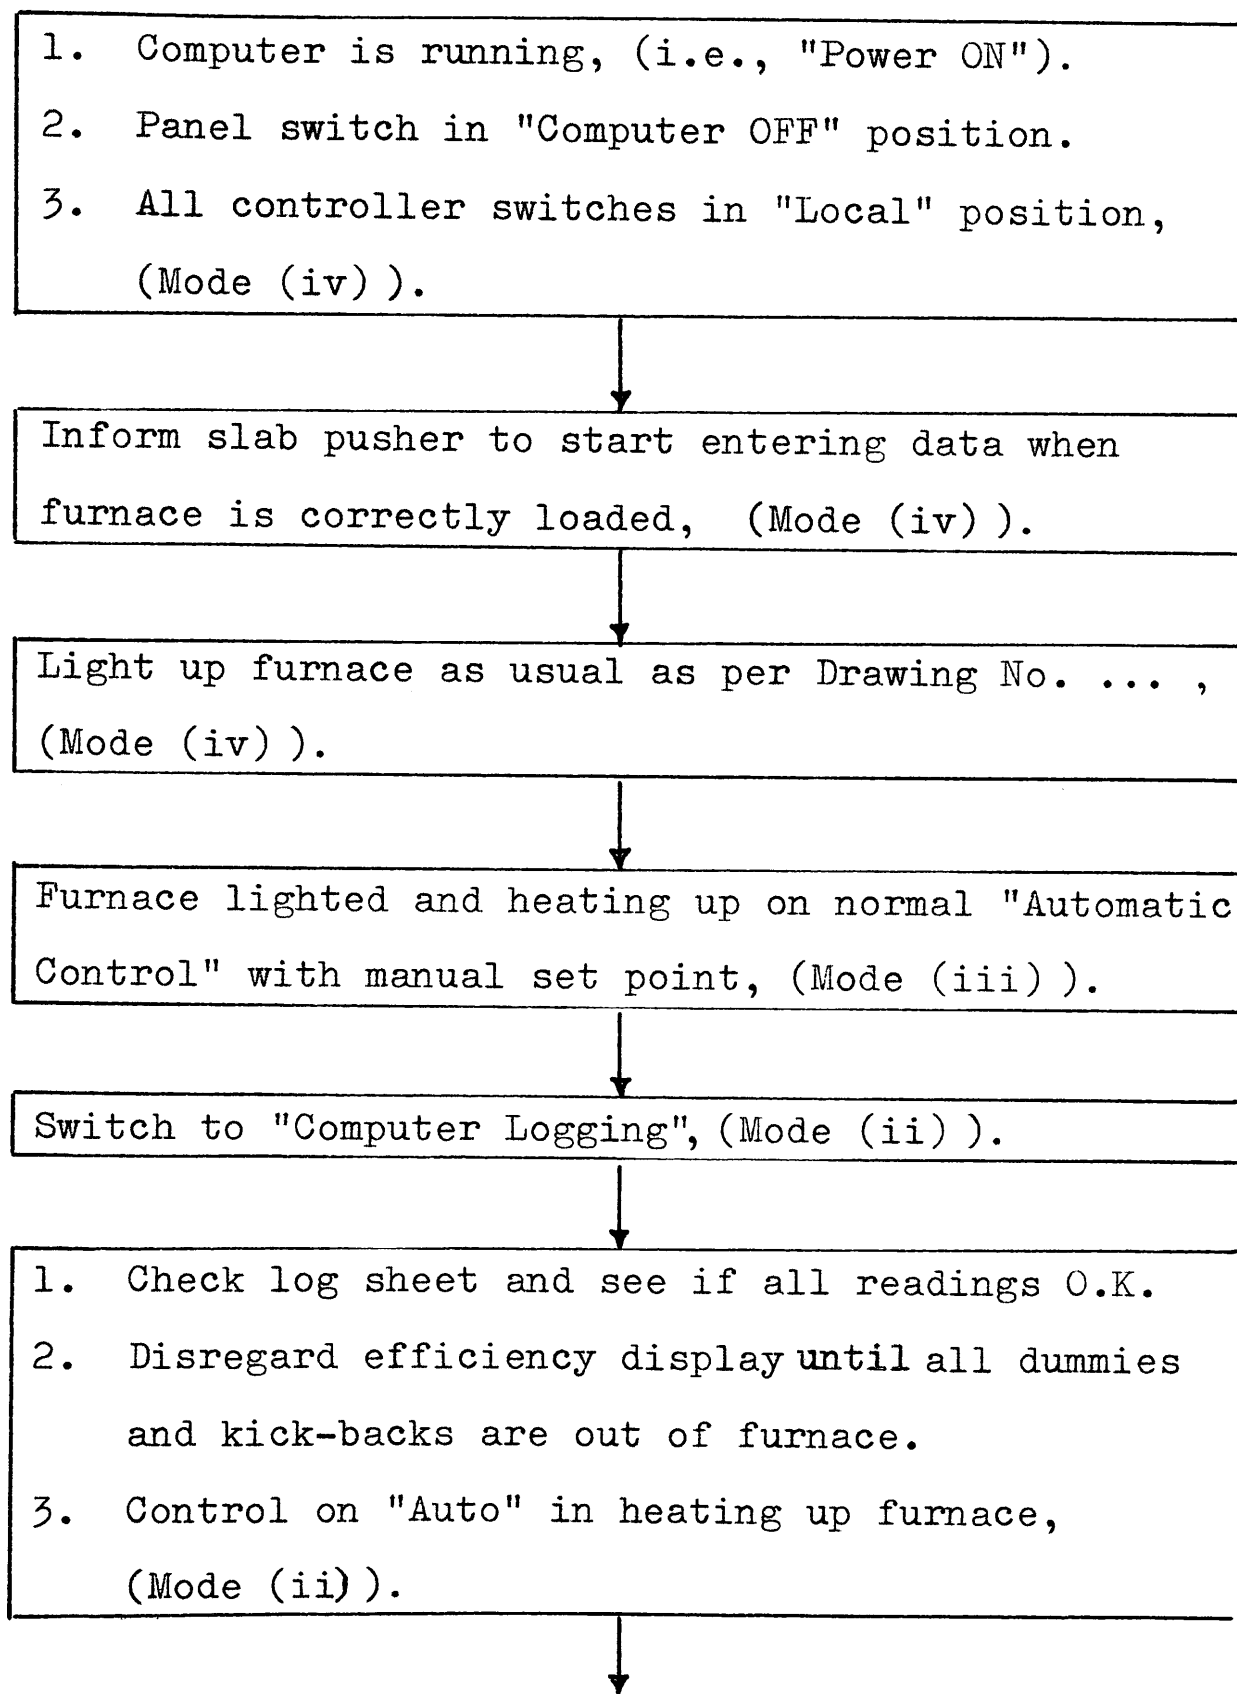 1. Computer is running, (i.e., "Power ON").
2. Panel switch in "Computer OFF" position.
3. All controller switches in "Local" position,
(Mode (iv) ).
Inform slab pusher to start entering data when
furnace is correctly loaded, (Mode (iv) ).
Light up furnace as usual as per Drawing No. ... ,
(Mode (iv) ).
Furnace lighted and heating up on normal "Automatic
Control" with manual set point, (Mode (iii) ).
Switch to "Computer Logging", (Mode (ii) ).
1. Check log sheet and see if all readings O.K.
2. Disregard efficiency display until all dummies
and kick-backs are out of furnace.
3. Control on "Auto" in heating up furnace,
(Mode (ii) ).